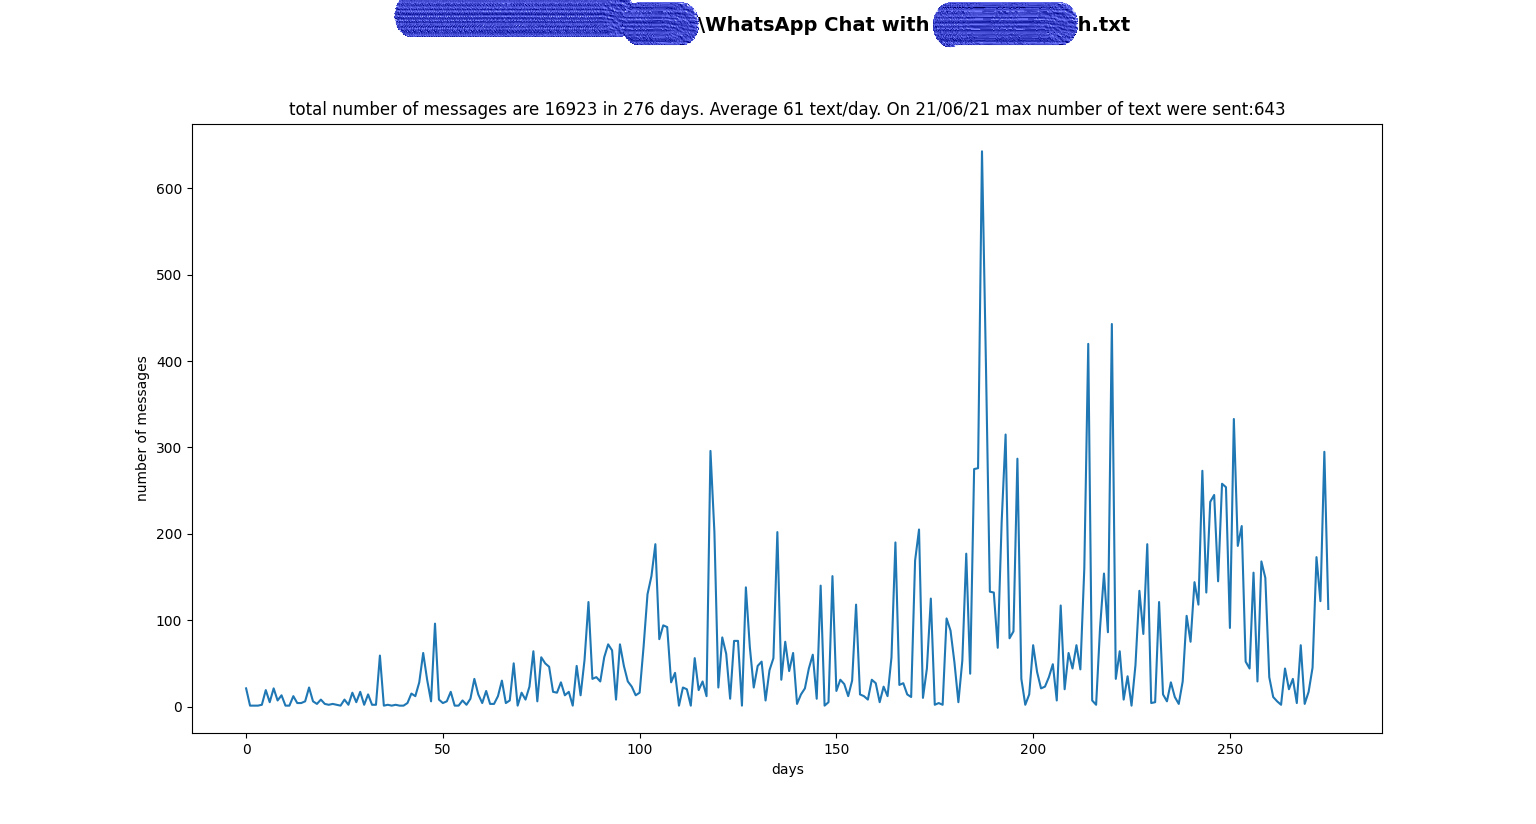 \WhatsApp Chat with h.txt
total number of messages are 16923 in 276 days. Average 61 text/day. On 21/06/21 max number of text were sent:643
number of messages
600
500
400
300
200
100
0
0 50 100 150 200 250
days